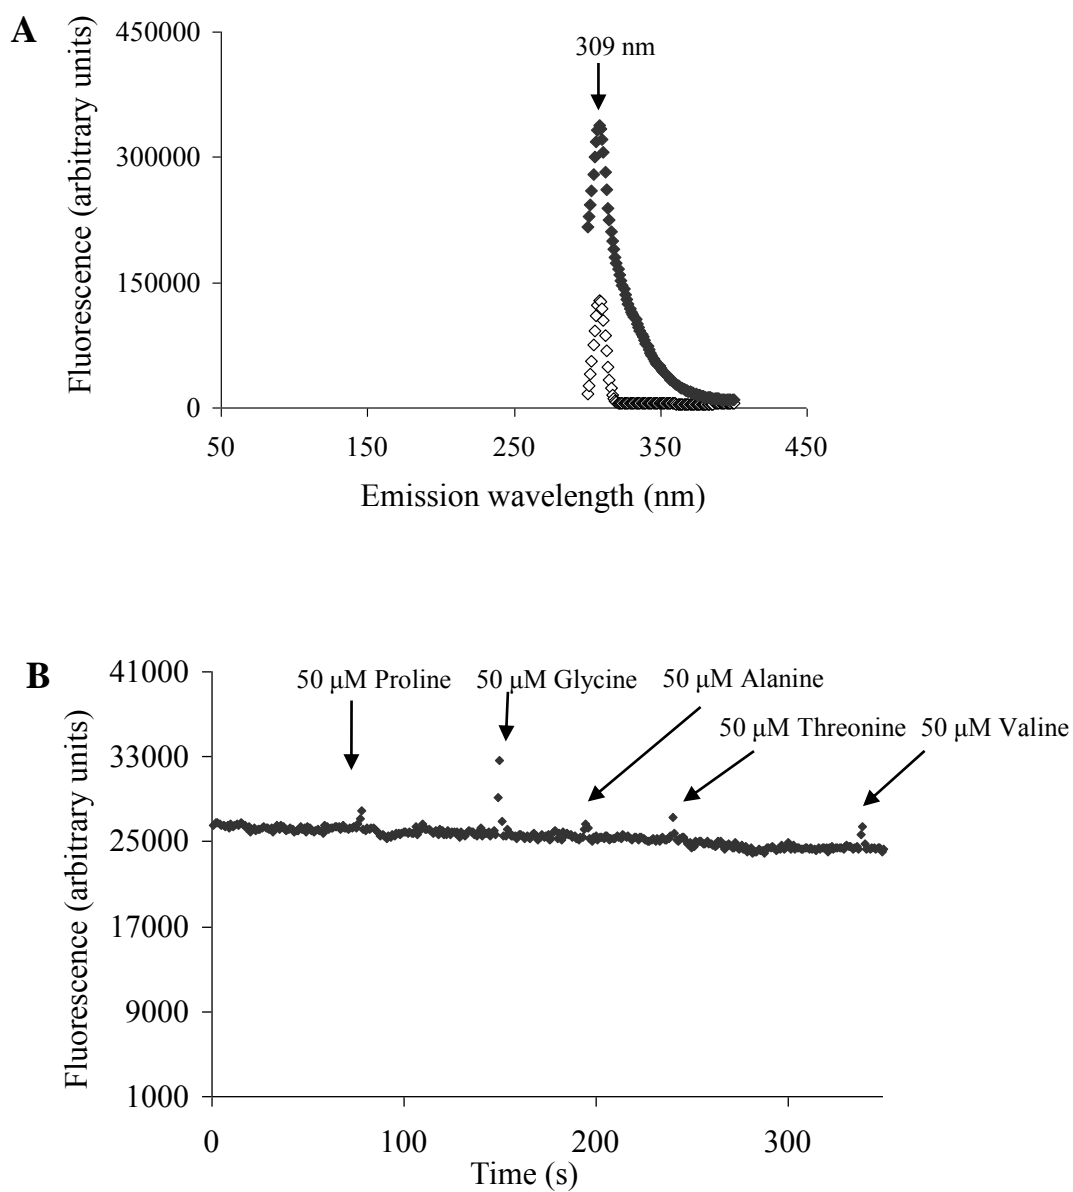 A
450000
309 nm
300000
150000
0
Fluorescence (arbitrary units)
50 150 250 350 450
Emission wavelength (nm)
B
41000
50 μM Proline 50 μM Glycine 50 μM Alanine
50 μM Threonine 50 μM Valine
33000
25000
17000
9000
1000
Fluorescence (arbitrary units)
0 100 200 300
Time (s)